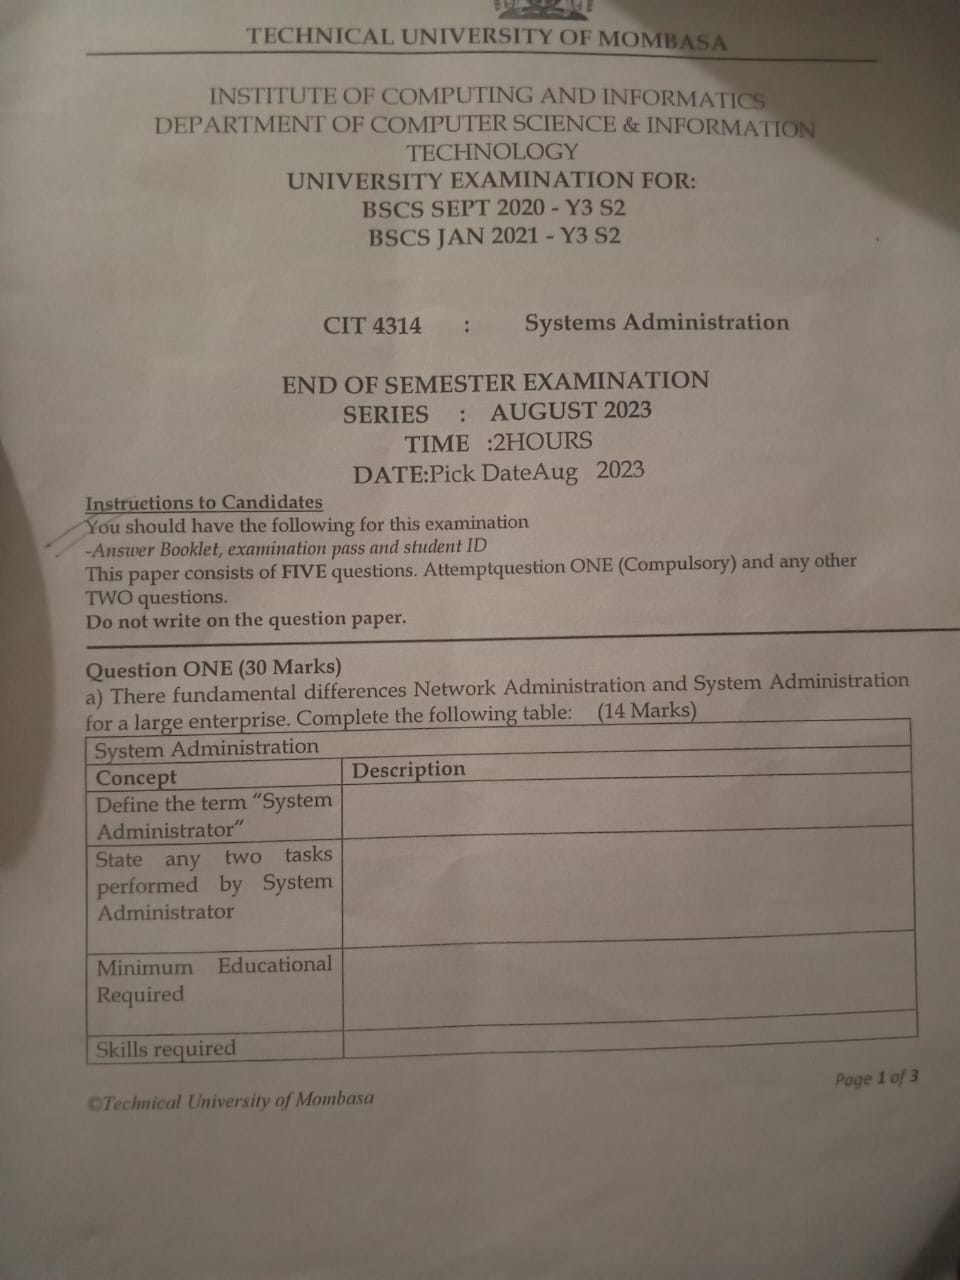 TECHNICAL UNIVERSITY OF MOMBASA
INSTITUTE OF COMPUTING AND INFORMATICS
DEPARTMENT OF COMPUTER SCIENCE & INFORMATION
TECHNOLOGY
UNIVERSITY EXAMINATION FOR:
BSCS SEPT 2020 - Y3 S2
BSCS JAN 2021 - Y3 S2
CIT 4314 : Systems Administration
END OF SEMESTER EXAMINATION
SERIES : AUGUST 2023
TIME :2HOURS
DATE:Pick DateAug 2023
Instructions to Candidates
You should have the following for this examination
-Answer Booklet, examination pass and student ID
This paper consists of FIVE questions. Attemptquestion ONE (Compulsory) and any other
TWO questions.
Do not write on the question paper.
Question ONE (30 Marks)
a) There fundamental differences Network Administration and System Administration
for a large enterprise. Complete the following table: (14 Marks)
System Administration
Concept Description
Define the term "System
Administrator"
State any two tasks
performed by System
Administrator
Minimum Educational
Required
Skills required
Page 1 of 3
©Technical University of Mombasa